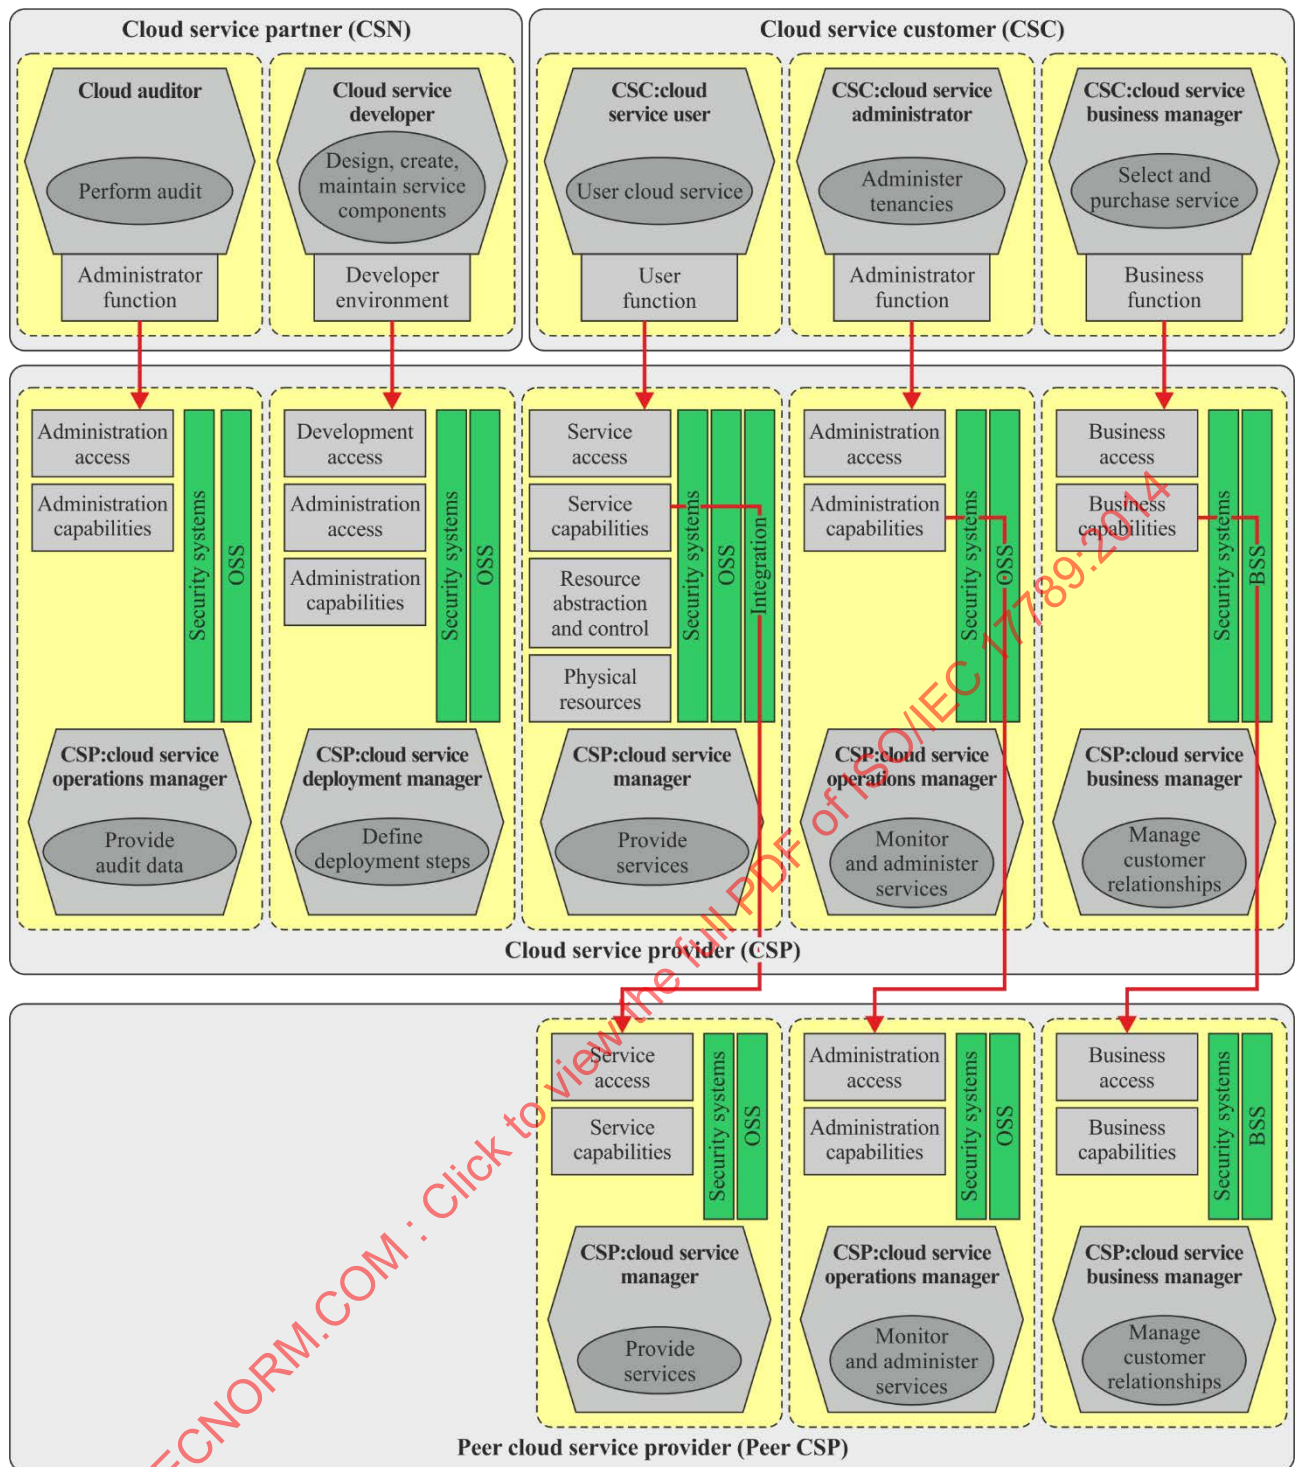 Cloud service partner (CSN)
Cloud auditor
Perform audit
Administrator
function
Cloud service
developer
Design, create,
maintain service
components
Developer
environment
Cloud service customer (CSC)
CSC:cloud
service user
User cloud service
User
function
CSC:cloud service
administrator
Administer
tenancies
Administrator
function
CSC:cloud service
business manager
Select and
purchase service
Business
function
Administration
access
Administration
capabilities
Security systems
OSS
CSP:cloud service
operations manager
Provide
audit data
Development
access
Administration
access
Administration
capabilities
Security systems
OSS
CSP:cloud service
deployment manager
Define
deployment steps
Service
access
Service
capabilities
Resource
abstraction
and control
Physical
resources
Security systems
OSS
Integration
CSP:cloud service
manager
Provide
services
Administration
access
Administration
capabilities
Security systems
OSS
CSP:cloud service
operations manager
Monitor
and administer
services
Business
access
Business
capabilities
Security systems
BSS
CSP:cloud service
business manager
Manage
customer
relationships
Cloud service provider (CSP)
Service
access
Service
capabilities
Security systems
OSS
CSP:cloud service
manager
Provide
services
Administration
access
Administration
capabilities
Security systems
OSS
CSP:cloud service
operations manager
Monitor
and administer
services
Business
access
Business
capabilities
Security systems
BSS
CSP:cloud service
business manager
Manage
customer
relationships
Peer cloud service provider (Peer CSP)
ECNORM.COM : Click to view the full PDF of ISO/IEC 17789:2014